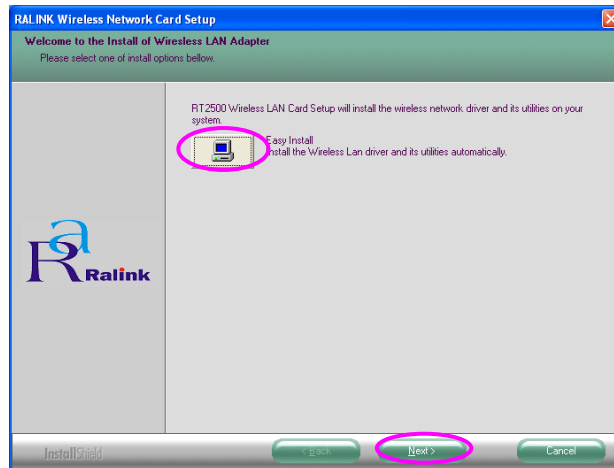 RALINK Wireless Network Card Setup
Welcome to the Install of Wiresless LAN Adapter
Please select one of install options bellow.
RT2500 Wireless LAN Card Setup will install the wireless network driver and its utilities on your
system.
Easy Install
Install the Wireless Lan driver and its utilities automatically.
Ralink
InstallShield
< Back
Next >
Cancel